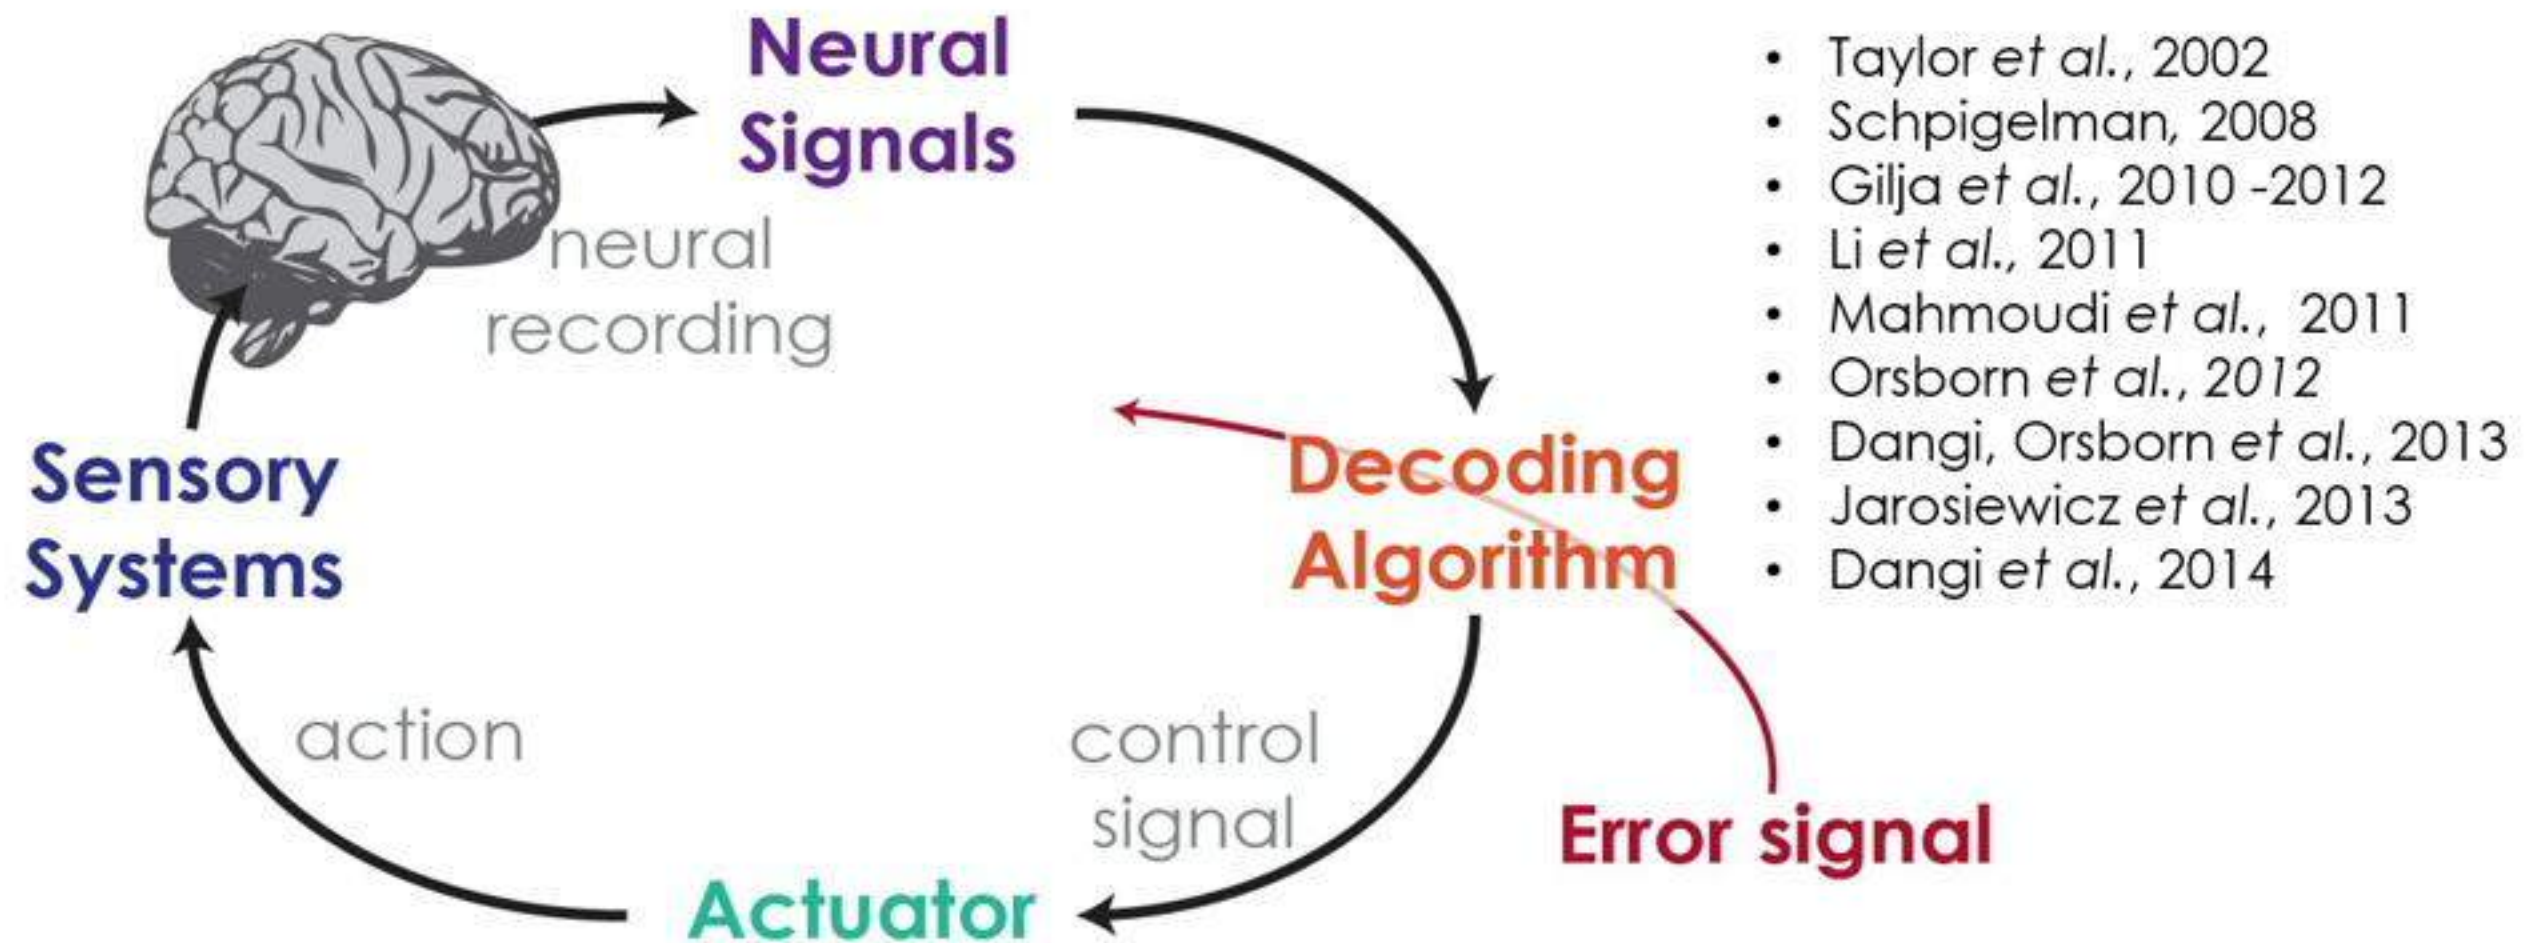 Neural
Signals
neural
recording
Sensory
Systems
Decoding
Algorithm
action
control
signal
Error signal
Actuator
• Taylor et al., 2002
• Schpigelman, 2008
• Gilja et al., 2010 -2012
• Li et al., 2011
• Mahmoudi et al., 2011
• Orsborn et al., 2012
• Dangi, Orsborn et al., 2013
• Jarosiewicz et al., 2013
• Dangi et al., 2014